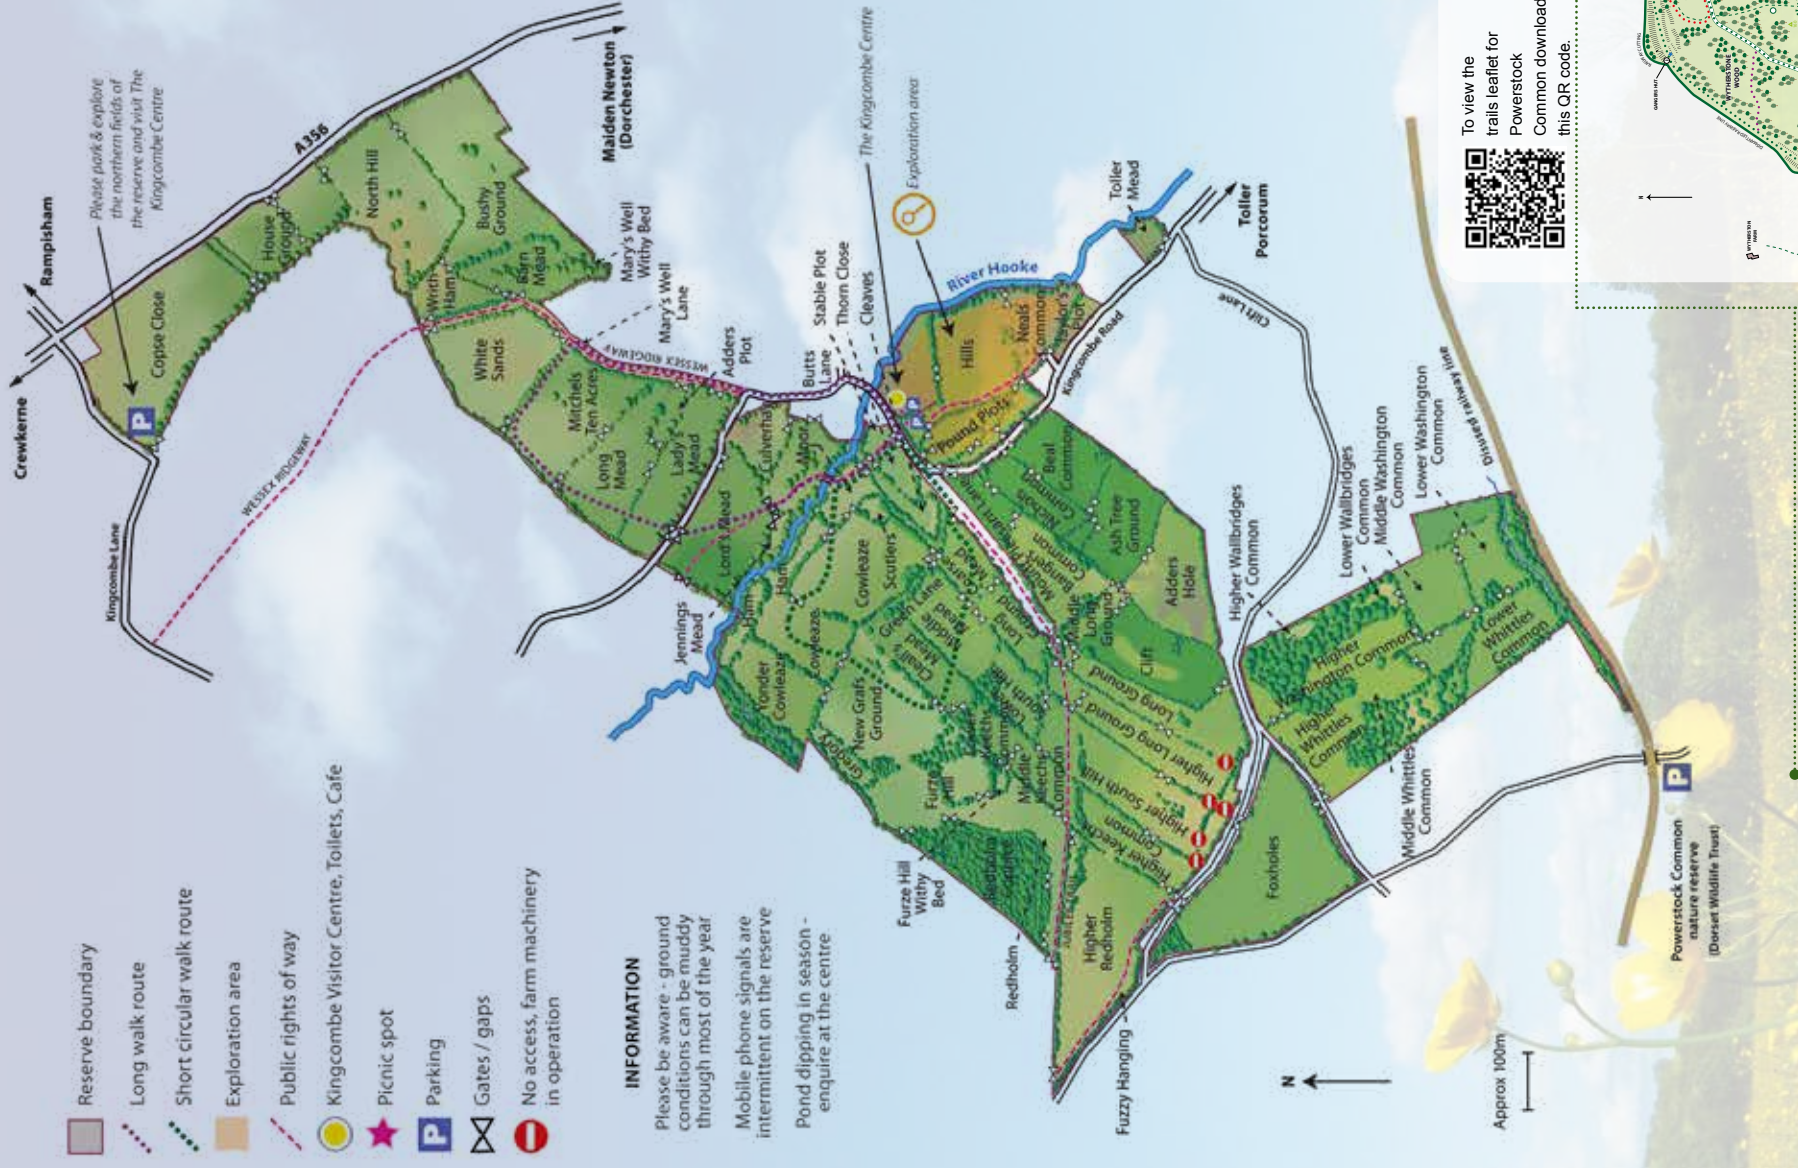 Reserve boundary
Long walk route
Short circular walk route
Exploration area
Public rights of way
Kingcombe Visitor Centre, Toilets, Cafe
Picnic spot
P
Parking
Gates / gaps
No access, farm machinery
in operation
INFORMATION
Please be aware - ground
conditions can be muddy
through most of the year
Mobile phone signals are
intermittent on the reserve
Pond dipping in season -
enquire at the centre
Crewkerne
Rampisham
Please park & explore
the northern fields of
the reserve and visit The
Kingcombe Centre
A356
Maiden Newton
(Dorchester)
Kingcombe Lane
WESSEX RIDGEWAY
P
Copse Close
House
Ground
North Hill
Bushy
Ground
Barn
Mead
Mary's Well
Withy Bed
Mary's Well
Lane
White
Sands
WESSEX RIDGEWAY
Adders
Plot
Mitchels
Ten Acres
Long
Mead
Lady's
Mead
Lord's Mead
Butts
Lane
Stable Plot
Thorn Close
Cleaves
The Kingcombe Centre
Exploration area
River Hooke
Toller
Mead
Toller
Porcorum
Hills
Neals
Common
Pound Plots
Kingcombe Road
Clift Lane
Jennings
Mead
Yonder
Cowleaze
Cowleaze
Cowleaze
Scutlers
Green Lane
New Grafs
Ground
Gregory
Furze
Hill
Furze Hill
Withy
Bed
Redholm
Higher
Redholm
Fuzzy Hanging
Beal
Common
Ash Tree
Ground
Adders
Hole
Middle
Long
Ground
Clift
Long Ground
Higher Long Ground
Higher South Hill
Higher Keechs
Common
Foxholes
Higher Wallbridges
Common
Lower Wallbridges
Common
Middle Washington
Common
Lower Washington
Common
Higher
Washington Common
Higher
Whittles
Common
Lower
Whittles
Common
Middle Whittles
Common
Disused railway line
P
Powerstock Common
nature reserve
(Dorset Wildlife Trust)
N
Approx 100m
To view the
trails leaflet for
Powerstock
Common download
this QR code.
WYTHERSTONE
WOOD
N